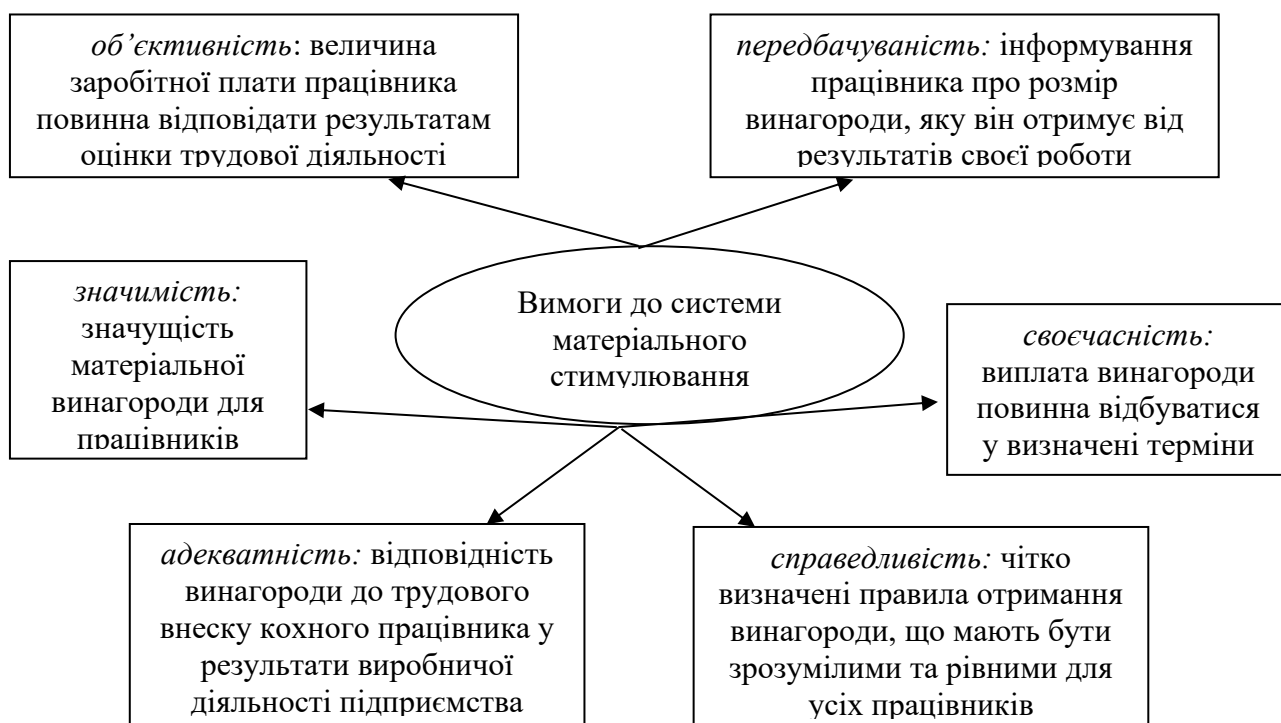 об’єктивність: величина
заробітної плати працівника
повинна відповідати результатам
оцінки трудової діяльності
передбачуваність: інформування
працівника про розмір
винагороди, яку він отримує від
результатів своєї роботи
значимість:
значущість
матеріальної
винагороди для
працівників
Вимоги до системи
матеріального
стимулювання
своєчасність:
виплата винагороди
повинна відбуватися
у визначені терміни
адекватність: відповідність
винагороди до трудового
внеску кохного працівника у
результати виробничої
діяльності підприємства
справедливість: чітко
визначені правила отримання
винагороди, що мають бути
зрозумілими та рівними для
усіх працівників